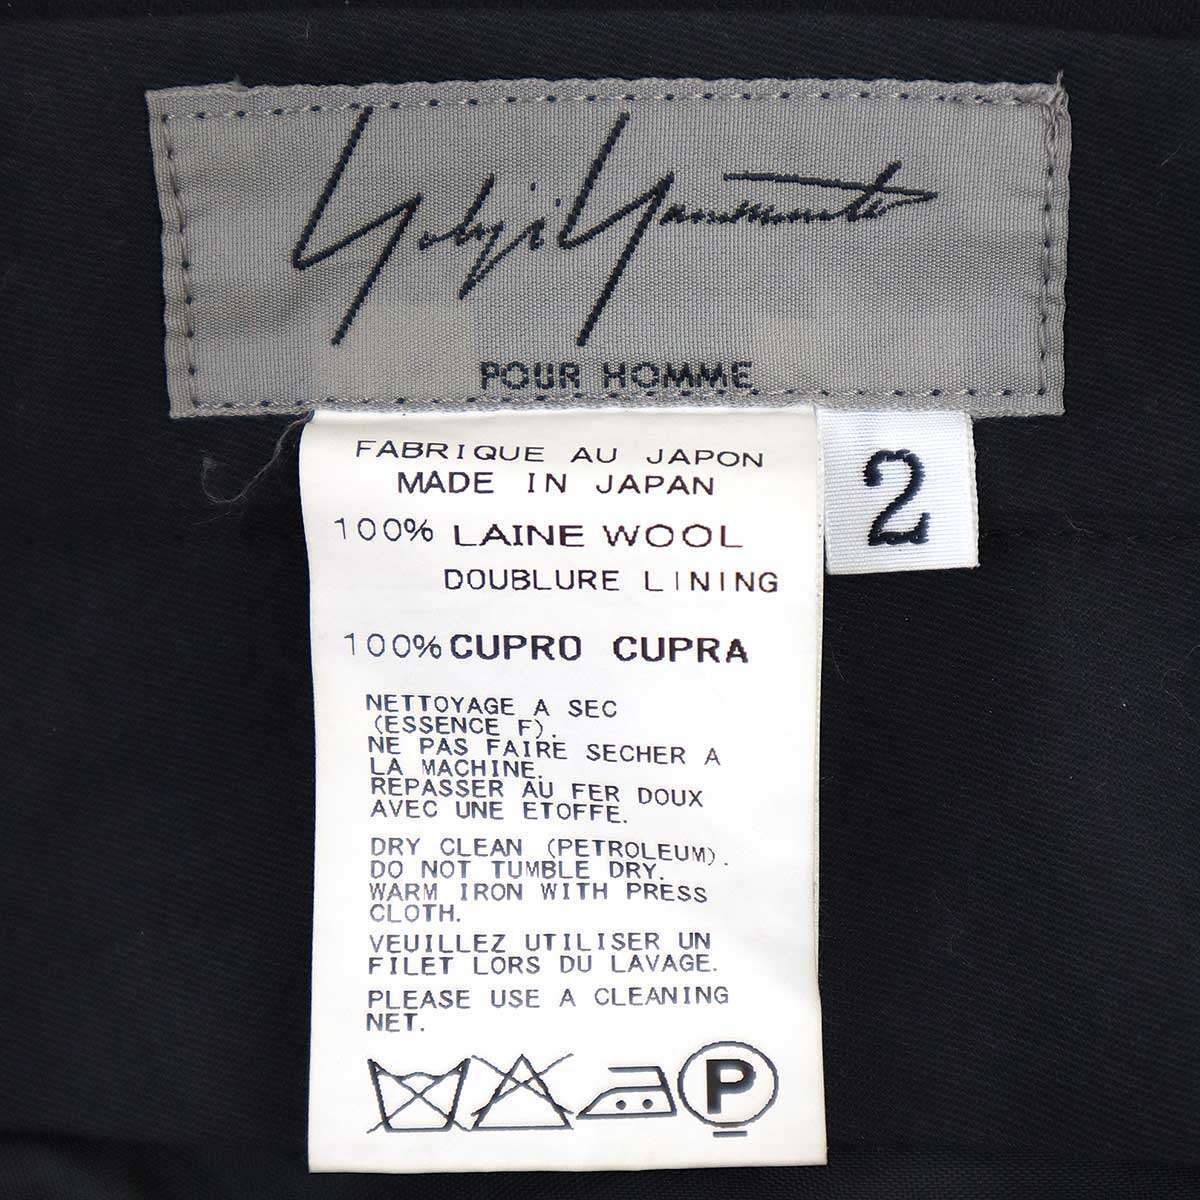 Yohji Yamamoto
POUR HOMME
2
FABRIQUE AU JAPON
MADE IN JAPAN
100% LAINE WOOL
DOUBLURE LINING
100% CUPRO CUPRA
NETTOYAGE A SEC
(ESSENCE F).
NE PAS FAIRE SECHER A
LA MACHINE.
REPASSER AU FER DOUX
AVEC UNE ETOFFE.
DRY CLEAN (PETROLEUM).
DO NOT TUMBLE DRY.
WARM IRON WITH PRESS
CLOTH.
VEUILLEZ UTILISER UN
FILET LORS DU LAVAGE.
PLEASE USE A CLEANING
NET.
P